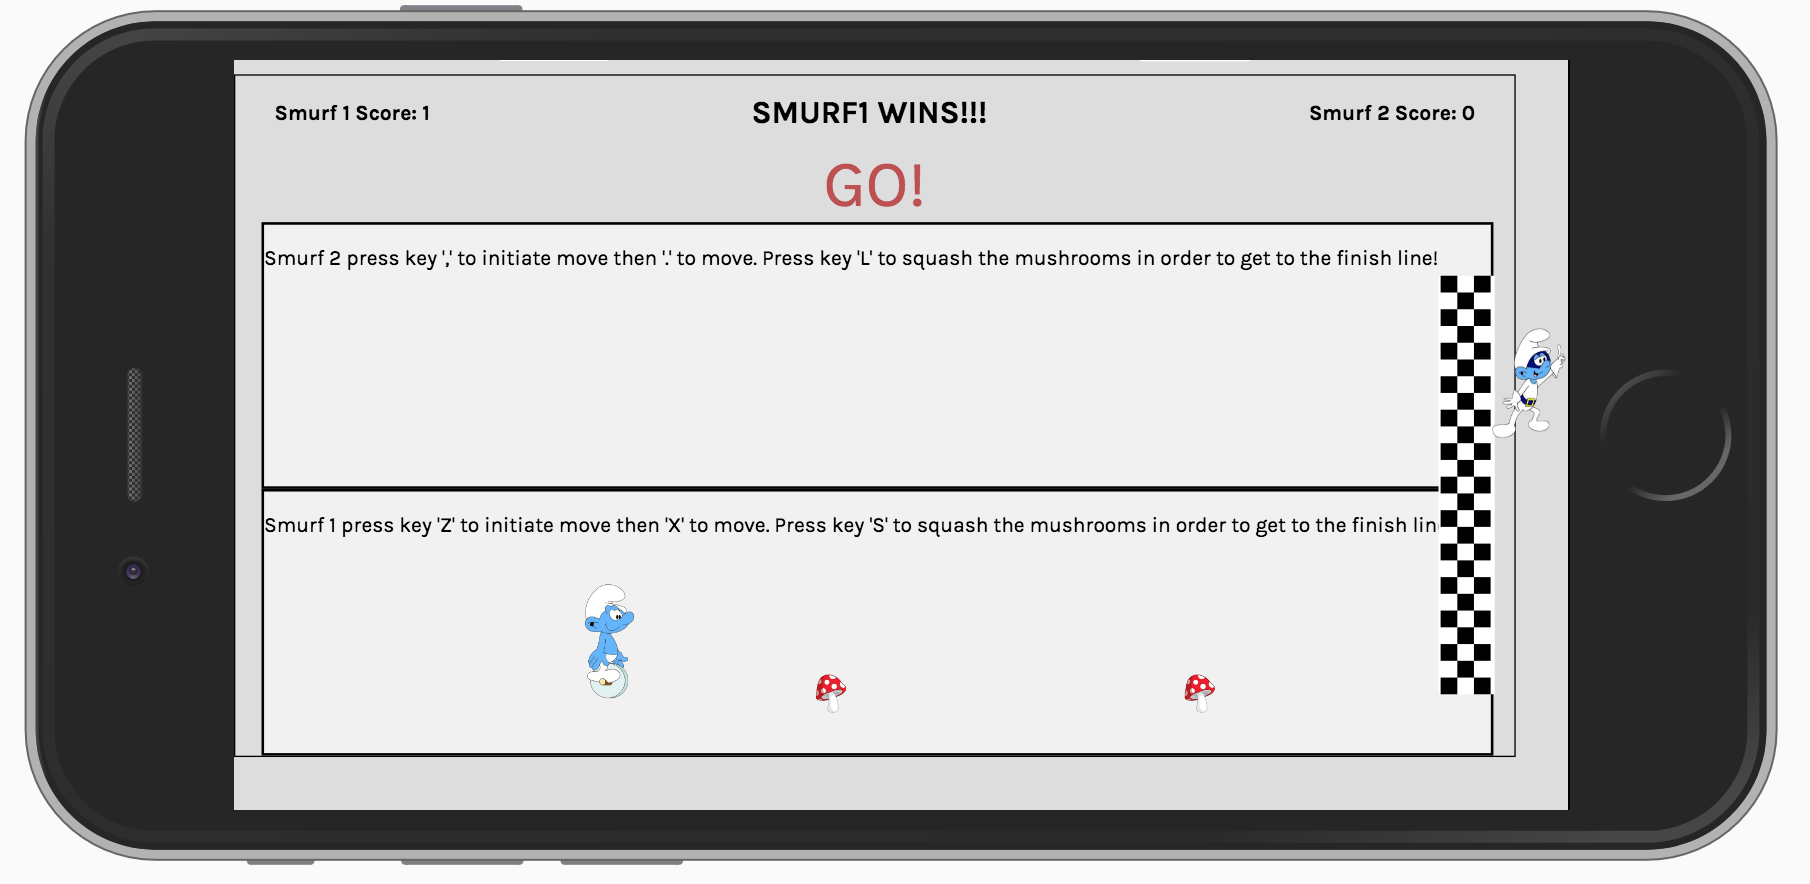 Smurf 1 Score: 1
SMURF1 WINS!!!
Smurf 2 Score: 0
GO!
Smurf 2 press key ',' to initiate move then '.' to move. Press key 'L' to squash the mushrooms in order to get to the finish line!
Smurf 1 press key 'Z' to initiate move then 'X' to move. Press key 'S' to squash the mushrooms in order to get to the finish lin